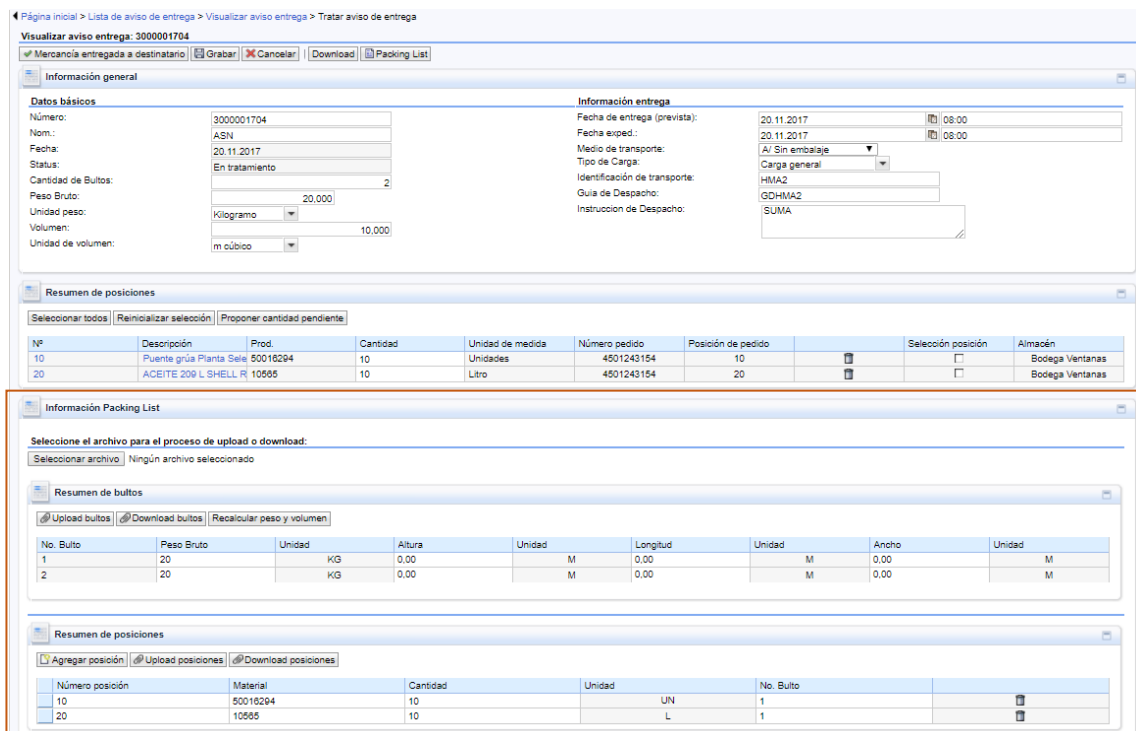 Página inicial > Lista de aviso de entrega > Visualizar aviso entrega > Tratar aviso de entrega
Visualizar aviso entrega: 3000001704
Mercancía entregada a destinatario Grabar Cancelar | Download Packing List
Información general
Datos básicos
Número: 3000001704
Nom.: ASN
Fecha: 20.11.2017
Status: En tratamiento
Cantidad de Bultos: 2
Peso Bruto: 20,000
Unidad peso: Kilogramo
Volumen: 10,000
Unidad de volumen: m cúbico
Información entrega
Fecha de entrega (prevista): 20.11.2017 08:00
Fecha exped.: 20.11.2017 08:00
Medio de transporte: A/ Sin embalaje
Tipo de Carga: Carga general
Identificación de transporte: HMA2
Guia de Despacho: GDHMA2
Instruccion de Despacho: SUMA
Resumen de posiciones
Seleccionar todos Reinicializar selección Proponer cantidad pendiente
Nº Descripción Prod. Cantidad Unidad de medida Número pedido Posición de pedido Selección posición Almacén
10 Puente grúa Planta Sele 50016294 10 Unidades 4501243154 10 Bodega Ventanas
20 ACEITE 209 L SHELL R 10565 10 Litro 4501243154 20 Bodega Ventanas
Información Packing List
Seleccione el archivo para el proceso de upload o download:
Seleccionar archivo Ningún archivo seleccionado
Resumen de bultos
Upload bultos Download bultos Recalcular peso y volumen
No. Bulto Peso Bruto Unidad Altura Unidad Longitud Unidad Ancho Unidad
1 20 KG 0,00 M 0,00 M 0,00 M
2 20 KG 0,00 M 0,00 M 0,00 M
Resumen de posiciones
Agregar posición Upload posiciones Download posiciones
Número posición Material Cantidad Unidad No. Bulto
10 50016294 10 UN 1
20 10565 10 L 1